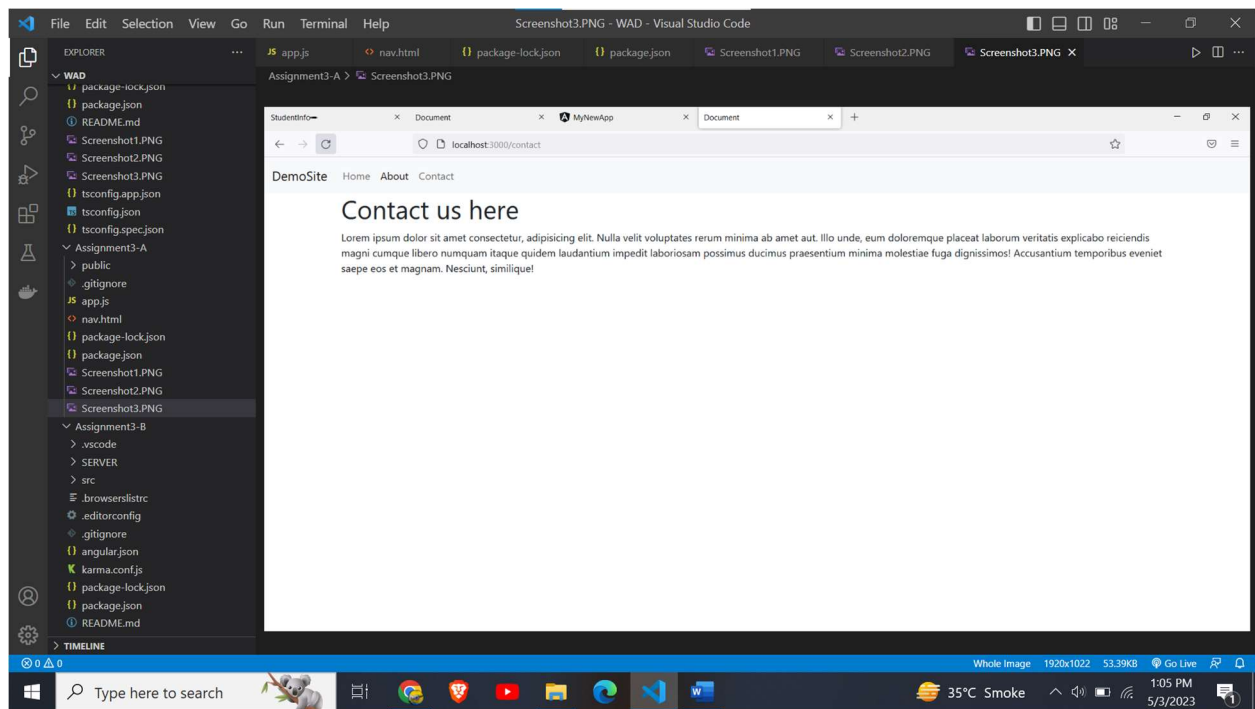 File Edit Selection View Go Run Terminal Help Screenshot3.PNG - WAD - Visual Studio Code
EXPLORER ... JS app.js <> nav.html {} package-lock.json {} package.json Screenshot1.PNG Screenshot2.PNG Screenshot3.PNG
WAD
Assignment3-A > Screenshot3.PNG
{} package-lock.json
{} package.json
README.md
Screenshot1.PNG
Screenshot2.PNG
Screenshot3.PNG
{} tsconfig.app.json
TS tsconfig.json
{} tsconfig.spec.json
Assignment3-A
> public
.gitignore
JS app.js
<> nav.html
{} package-lock.json
{} package.json
Screenshot1.PNG
Screenshot2.PNG
Screenshot3.PNG
Assignment3-B
> .vscode
> SERVER
> src
.browserslistrc
.editorconfig
.gitignore
{} angular.json
karma.conf.js
{} package-lock.json
{} package.json
README.md
> TIMELINE
StudentInfo Document MyNewApp Document
localhost:3000/contact
DemoSite Home About Contact
Contact us here
Lorem ipsum dolor sit amet consectetur, adipisicing elit. Nulla velit voluptates rerum minima ab amet aut. Illo unde, eum doloremque placeat laborum veritatis explicabo reiciendis
magni cumque libero numquam itaque quidem laudantium impedit laboriosam possimus ducimus praesentium minima molestiae fuga dignissimos! Accusantium temporibus eveniet
saepe eos et magnam. Nesciunt, similique!
0 0 Whole Image 1920x1022 53.39KB Go Live
Type here to search W 35°C Smoke 1:05 PM
5/3/2023 1